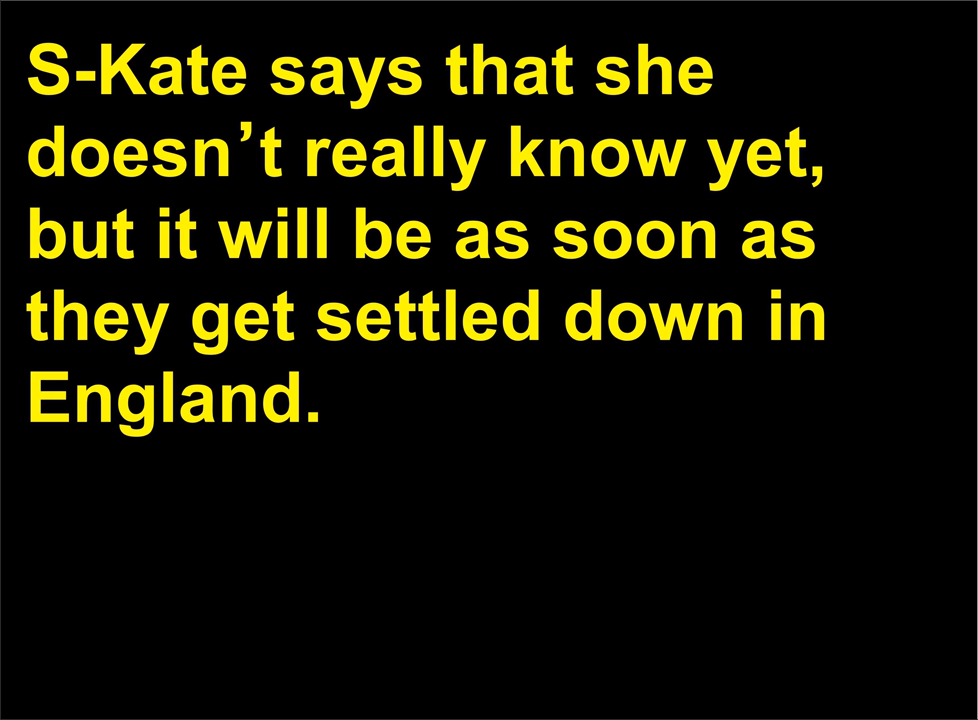 S-Kate says that she
doesn’t really know yet,
but it will be as soon as
they get settled down in
England.